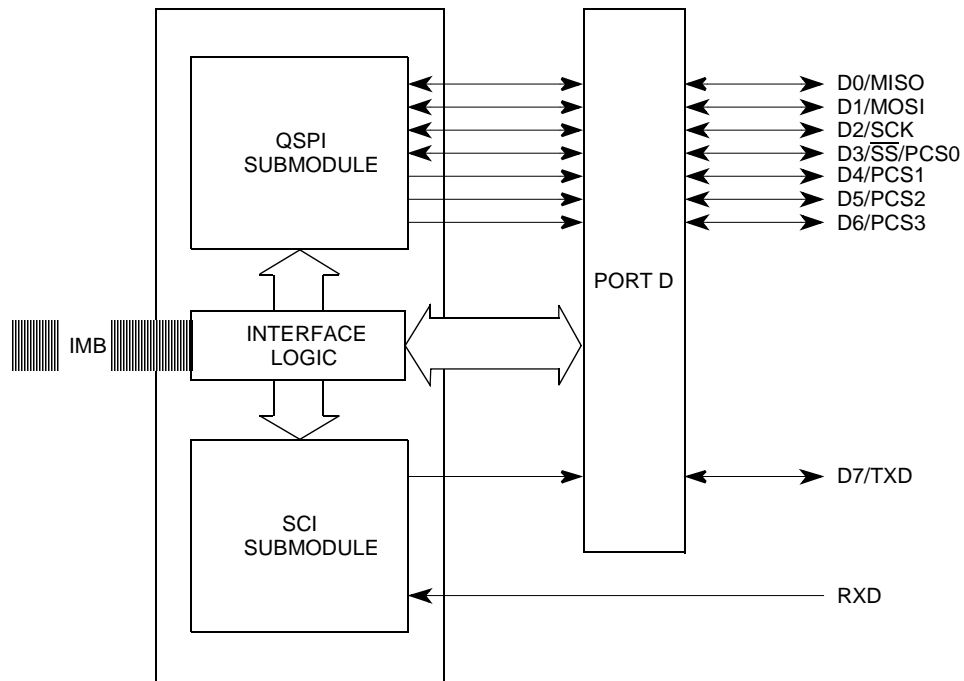 QSPI
SUBMODULE
IMB
INTERFACE
LOGIC
SCI
SUBMODULE
PORT D
D0/MISO
D1/MOSI
D2/SCK
D3/S̅S̅/PCS0
D4/PCS1
D5/PCS2
D6/PCS3
D7/TXD
RXD